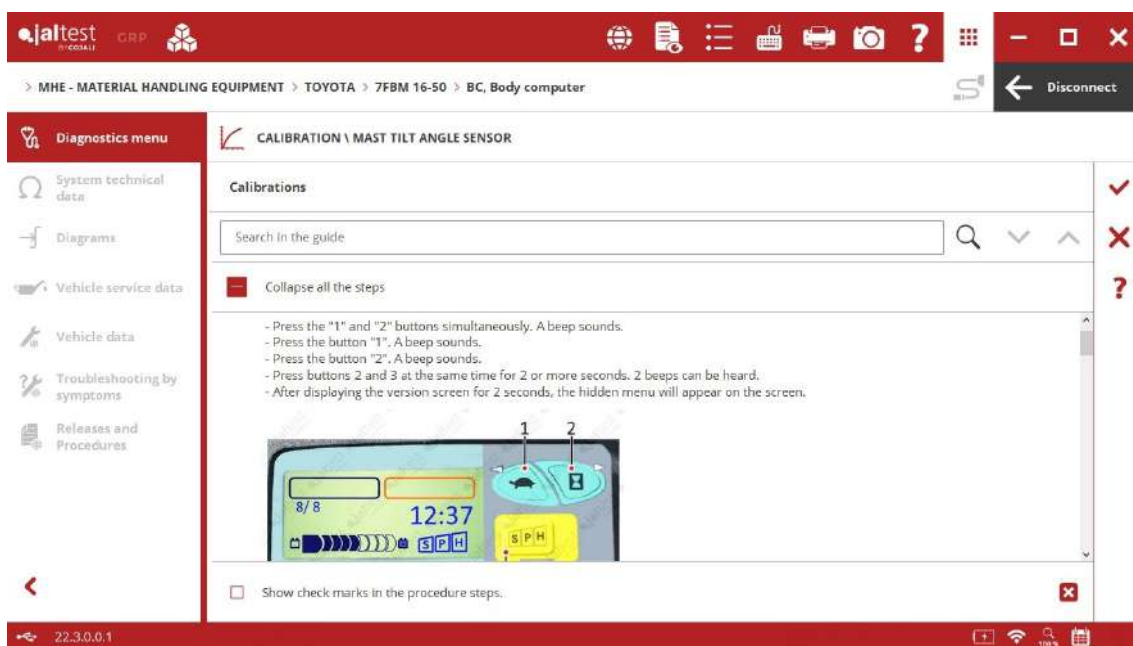 jaltest GRP
BY COJALI
> MHE - MATERIAL HANDLING EQUIPMENT > TOYOTA > 7FBM 16-50 > BC, Body computer
Disconnect
Diagnostics menu
CALIBRATION \ MAST TILT ANGLE SENSOR
System technical
data
Calibrations
Diagrams
Search in the guide
Vehicle service data
Collapse all the steps
Vehicle data
Troubleshooting by
symptoms
Releases and
Procedures
- Press the "1" and "2" buttons simultaneously. A beep sounds.
- Press the button "1". A beep sounds.
- Press the button "2". A beep sounds.
- Press buttons 2 and 3 at the same time for 2 or more seconds. 2 beeps can be heard.
- After displaying the version screen for 2 seconds, the hidden menu will appear on the screen.
1 2
8/8
12:37
S P H
S P H
Show check marks in the procedure steps.
22.3.0.0.1
100 %